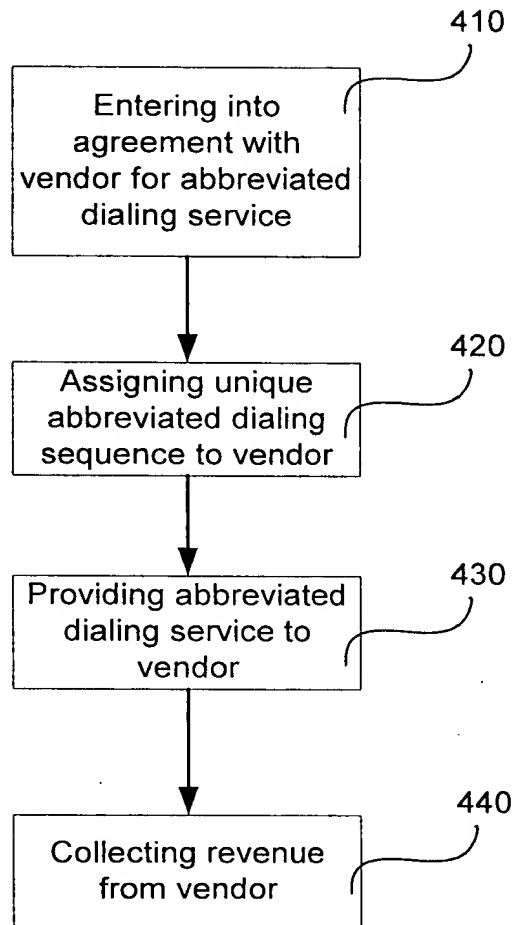 410
Entering into
agreement with
vendor for abbreviated
dialing service
420
Assigning unique
abbreviated dialing
sequence to vendor
430
Providing abbreviated
dialing service to
vendor
440
Collecting revenue
from vendor